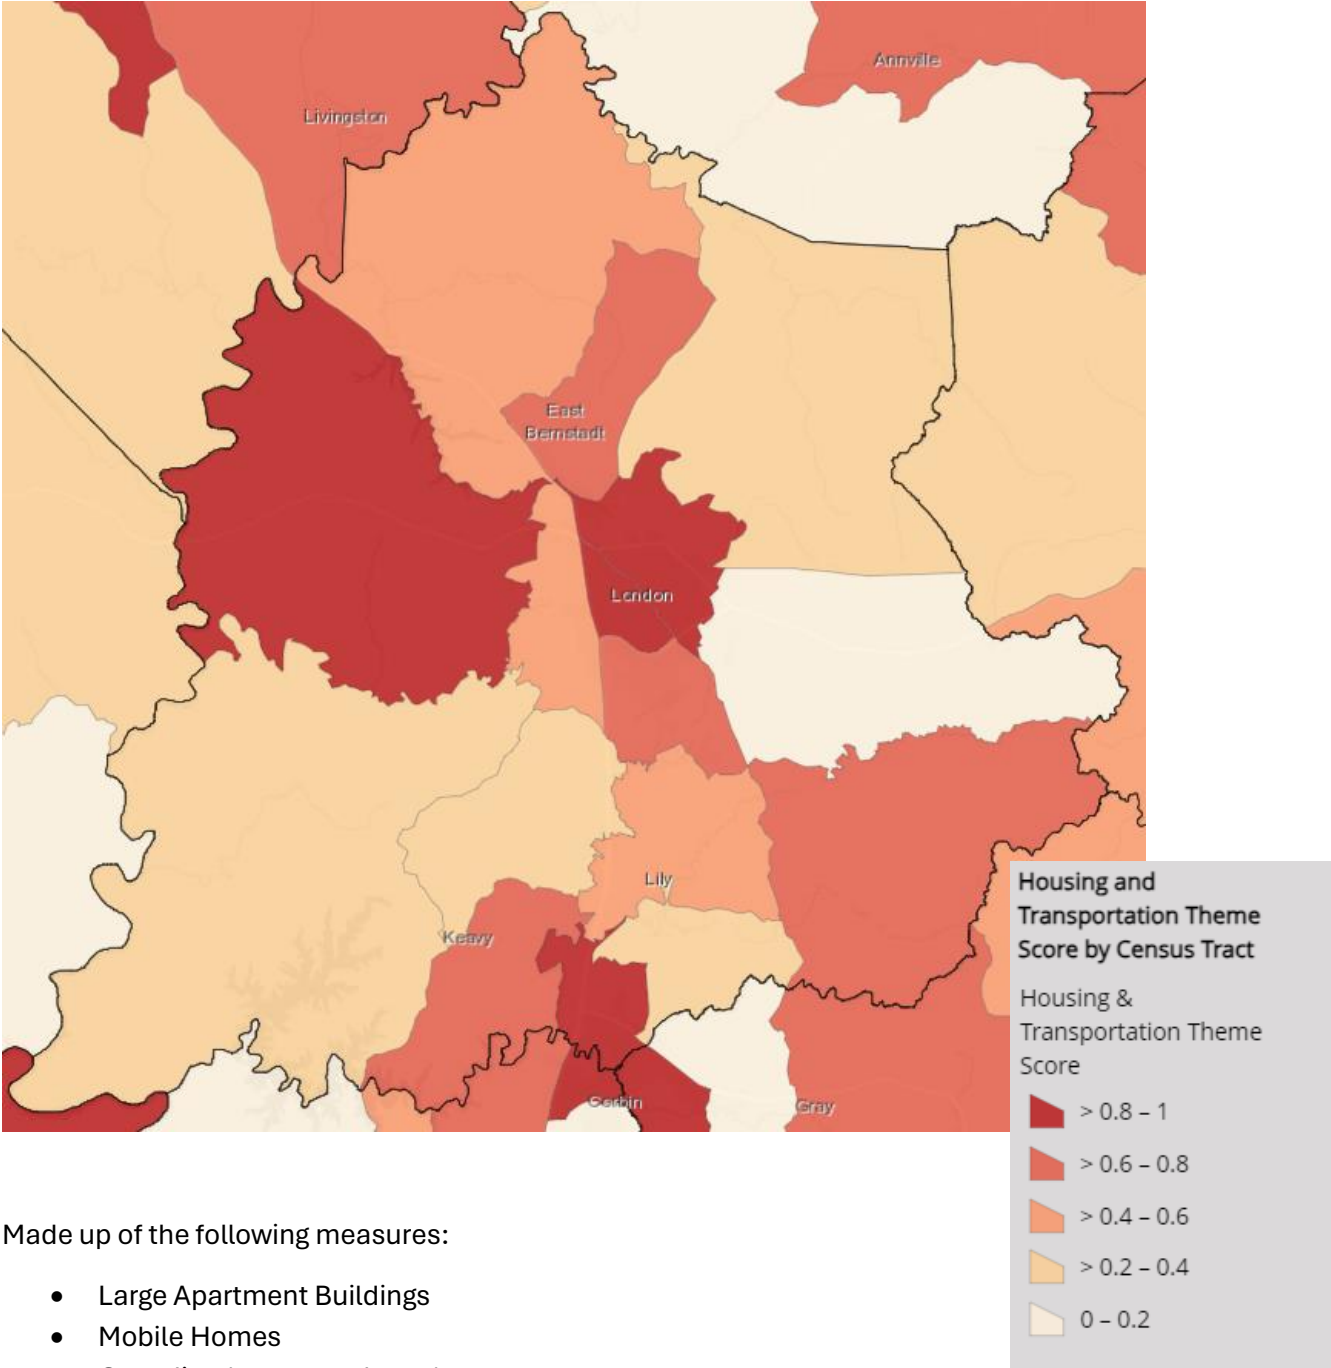 Annville
Livingston
East
Bernstadt
London
Lily
Keavy
Corbin
Gray
Housing and
Transportation Theme
Score by Census Tract
Housing &
Transportation Theme
Score
> 0.8 – 1
> 0.6 – 0.8
> 0.4 – 0.6
> 0.2 – 0.4
0 – 0.2
Made up of the following measures:
• Large Apartment Buildings
• Mobile Homes